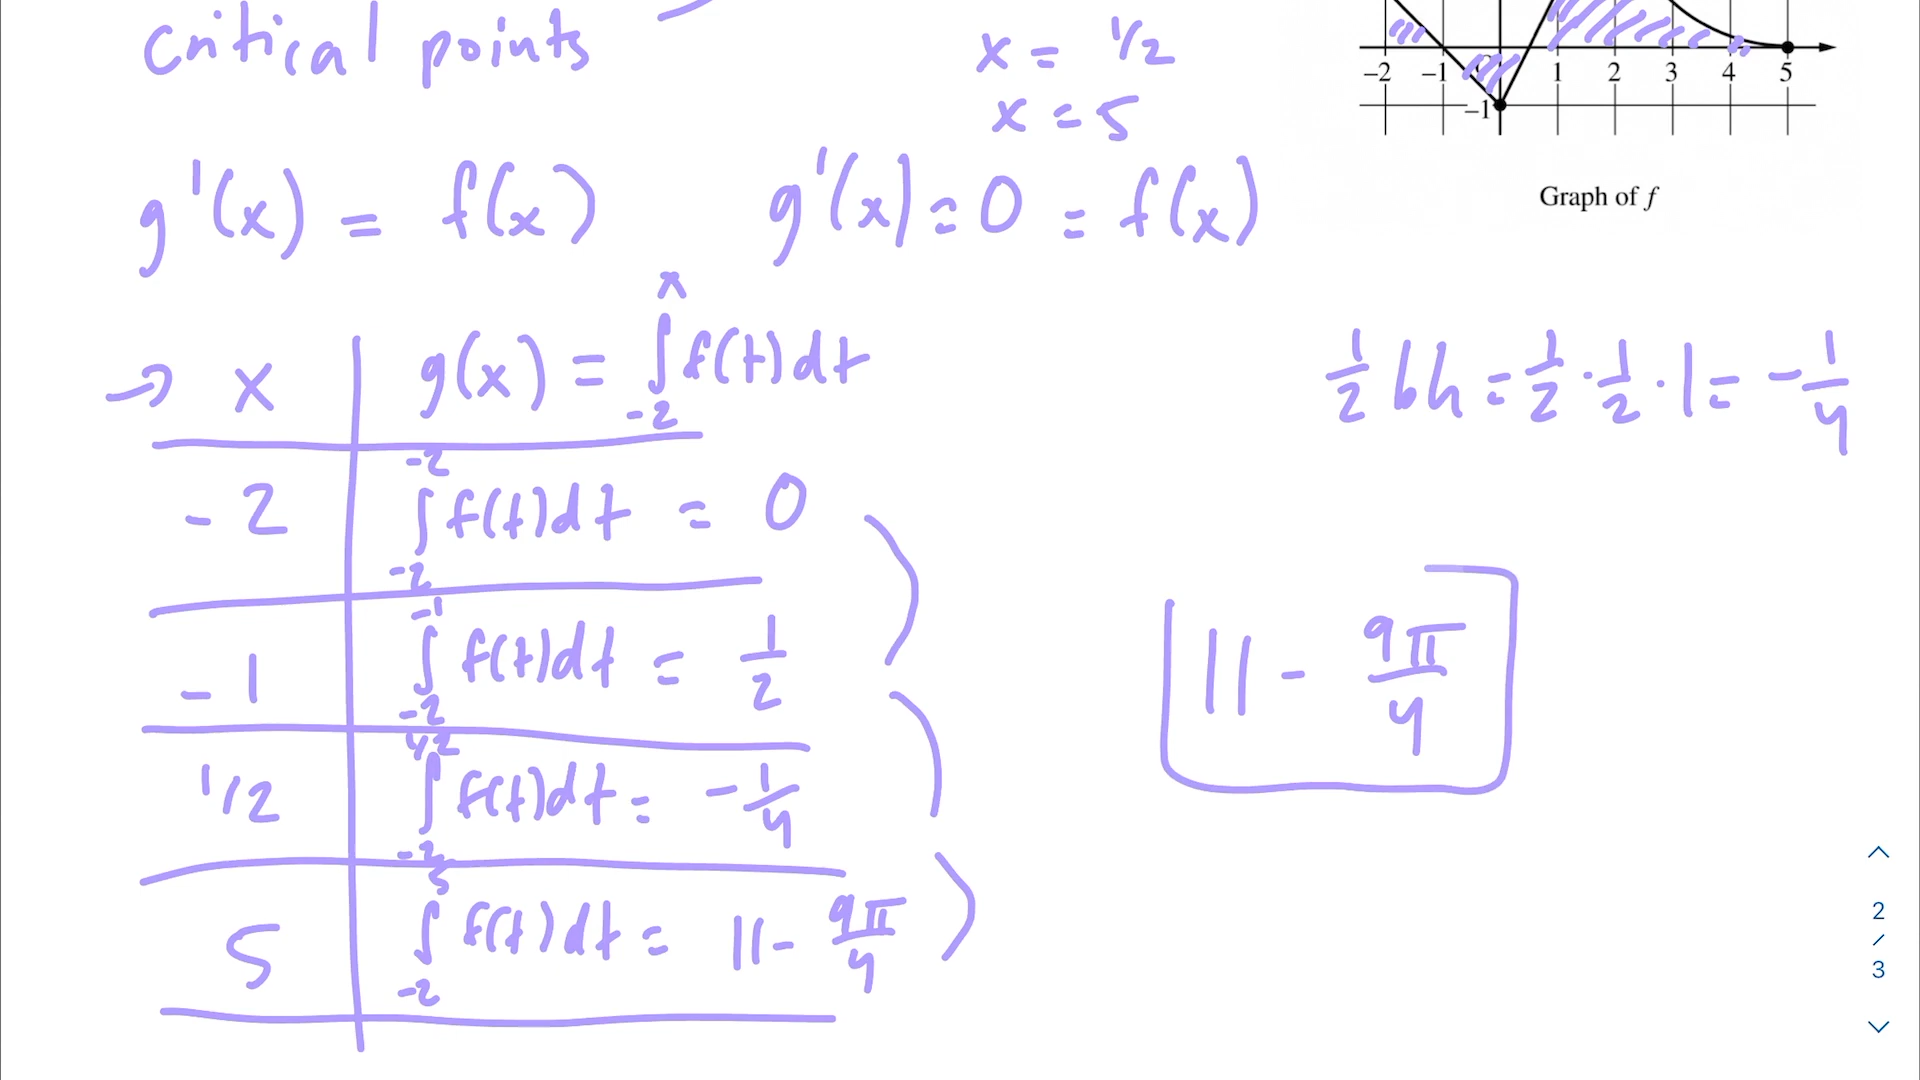 critical points
x = 1/2
x = 5
-2 -1 1 2 3 4 5
-1
Graph of f
g'(x) = f(x)
g'(x) = 0 = f(x)
→ x | g(x) = ∫_{-2}^{x} f(t)dt
1/2 bh = 1/2 · 1/2 · 1 = -1/4
-2 | ∫_{-2}^{-2} f(t)dt = 0
-1 | ∫_{-2}^{-1} f(t)dt = 1/2
11 - 9π/4
1/2 | ∫_{-2}^{1/2} f(t)dt = -1/4
5 | ∫_{-2}^{5} f(t)dt = 11 - 9π/4
2
/
3